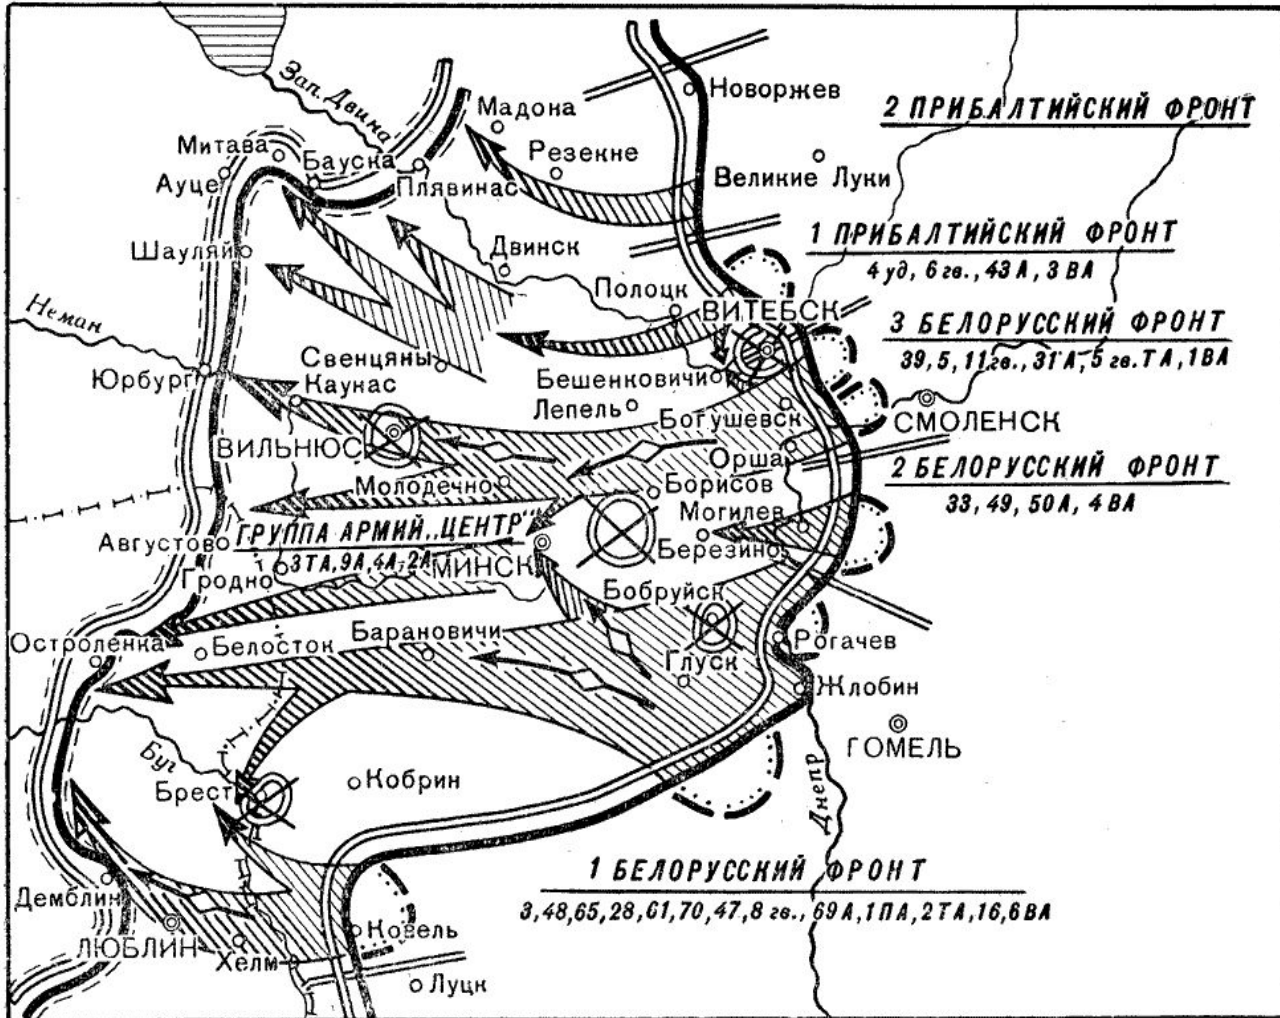 Зап. Двина
Мадона
Новоржев
2 ПРИБАЛТИЙСКИЙ ФРОНТ
Митава
Бауска
Резекне
Ауце
Плявинас
Великие Луки
1 ПРИБАЛТИЙСКИЙ ФРОНТ
4 уд, 6 гв., 43 А, 3 ВА
Шауляй
Двинск
Полоцк
ВИТЕБСК
Неман
3 БЕЛОРУССКИЙ ФРОНТ
39, 5, 11 гв., 31 А, 5 гв. ТА, 1 ВА
Свенцяны
Юрбург
Каунас
Бешенковичи
Лепель
Богушевск
СМОЛЕНСК
ВИЛЬНЮС
Орша
2 БЕЛОРУССКИЙ ФРОНТ
33, 49, 50 А, 4 ВА
Молодечно
Борисов
Могилев
Августов
ГРУППА АРМИЙ „ЦЕНТР"
3 ТА, 9 А, 4 А, 2 А
Березино
Гродно
МИНСК
Бобруйск
Остроленка
Белосток
Барановичи
Рогачев
Глуск
Жлобин
ГОМЕЛЬ
Буг
Брест
Кобрин
Днепр
1 БЕЛОРУССКИЙ ФРОНТ
3, 48, 65, 28, 61, 70, 47, 8 гв., 69 А, 1 ПА, 2 ТА, 16, 6 ВА
Демблин
ЛЮБЛИН
Хелм
Ковель
Луцк